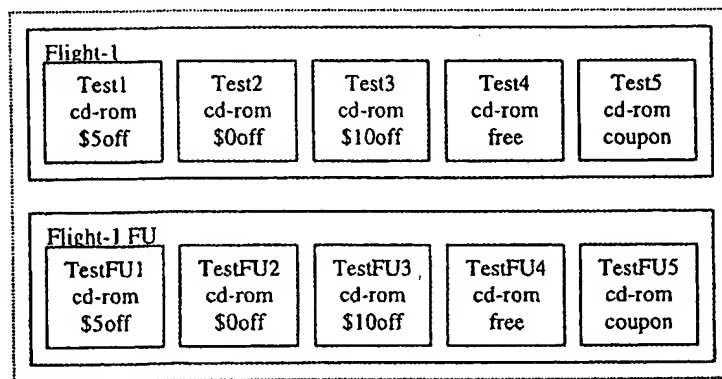 Flight-1
Test1
cd-rom
$5off
Test2
cd-rom
$0off
Test3
cd-rom
$10off
Test4
cd-rom
free
Test5
cd-rom
coupon
Flight-1 FU
TestFU1
cd-rom
$5off
TestFU2
cd-rom
$0off
TestFU3
cd-rom
$10off
TestFU4
cd-rom
free
TestFU5
cd-rom
coupon